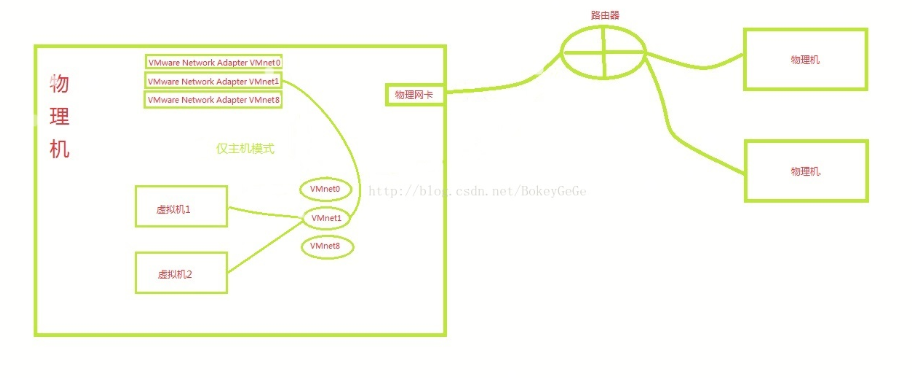 路由器
物理机
VMware Network Adapter VMnet0
VMware Network Adapter VMnet1
VMware Network Adapter VMnet8
物理网卡
物理机
仅主机模式
物理机
虚拟机1
VMnet0
VMnet1
VMnet8
虚拟机2
http://blog.csdn.net/BokeyGeGe